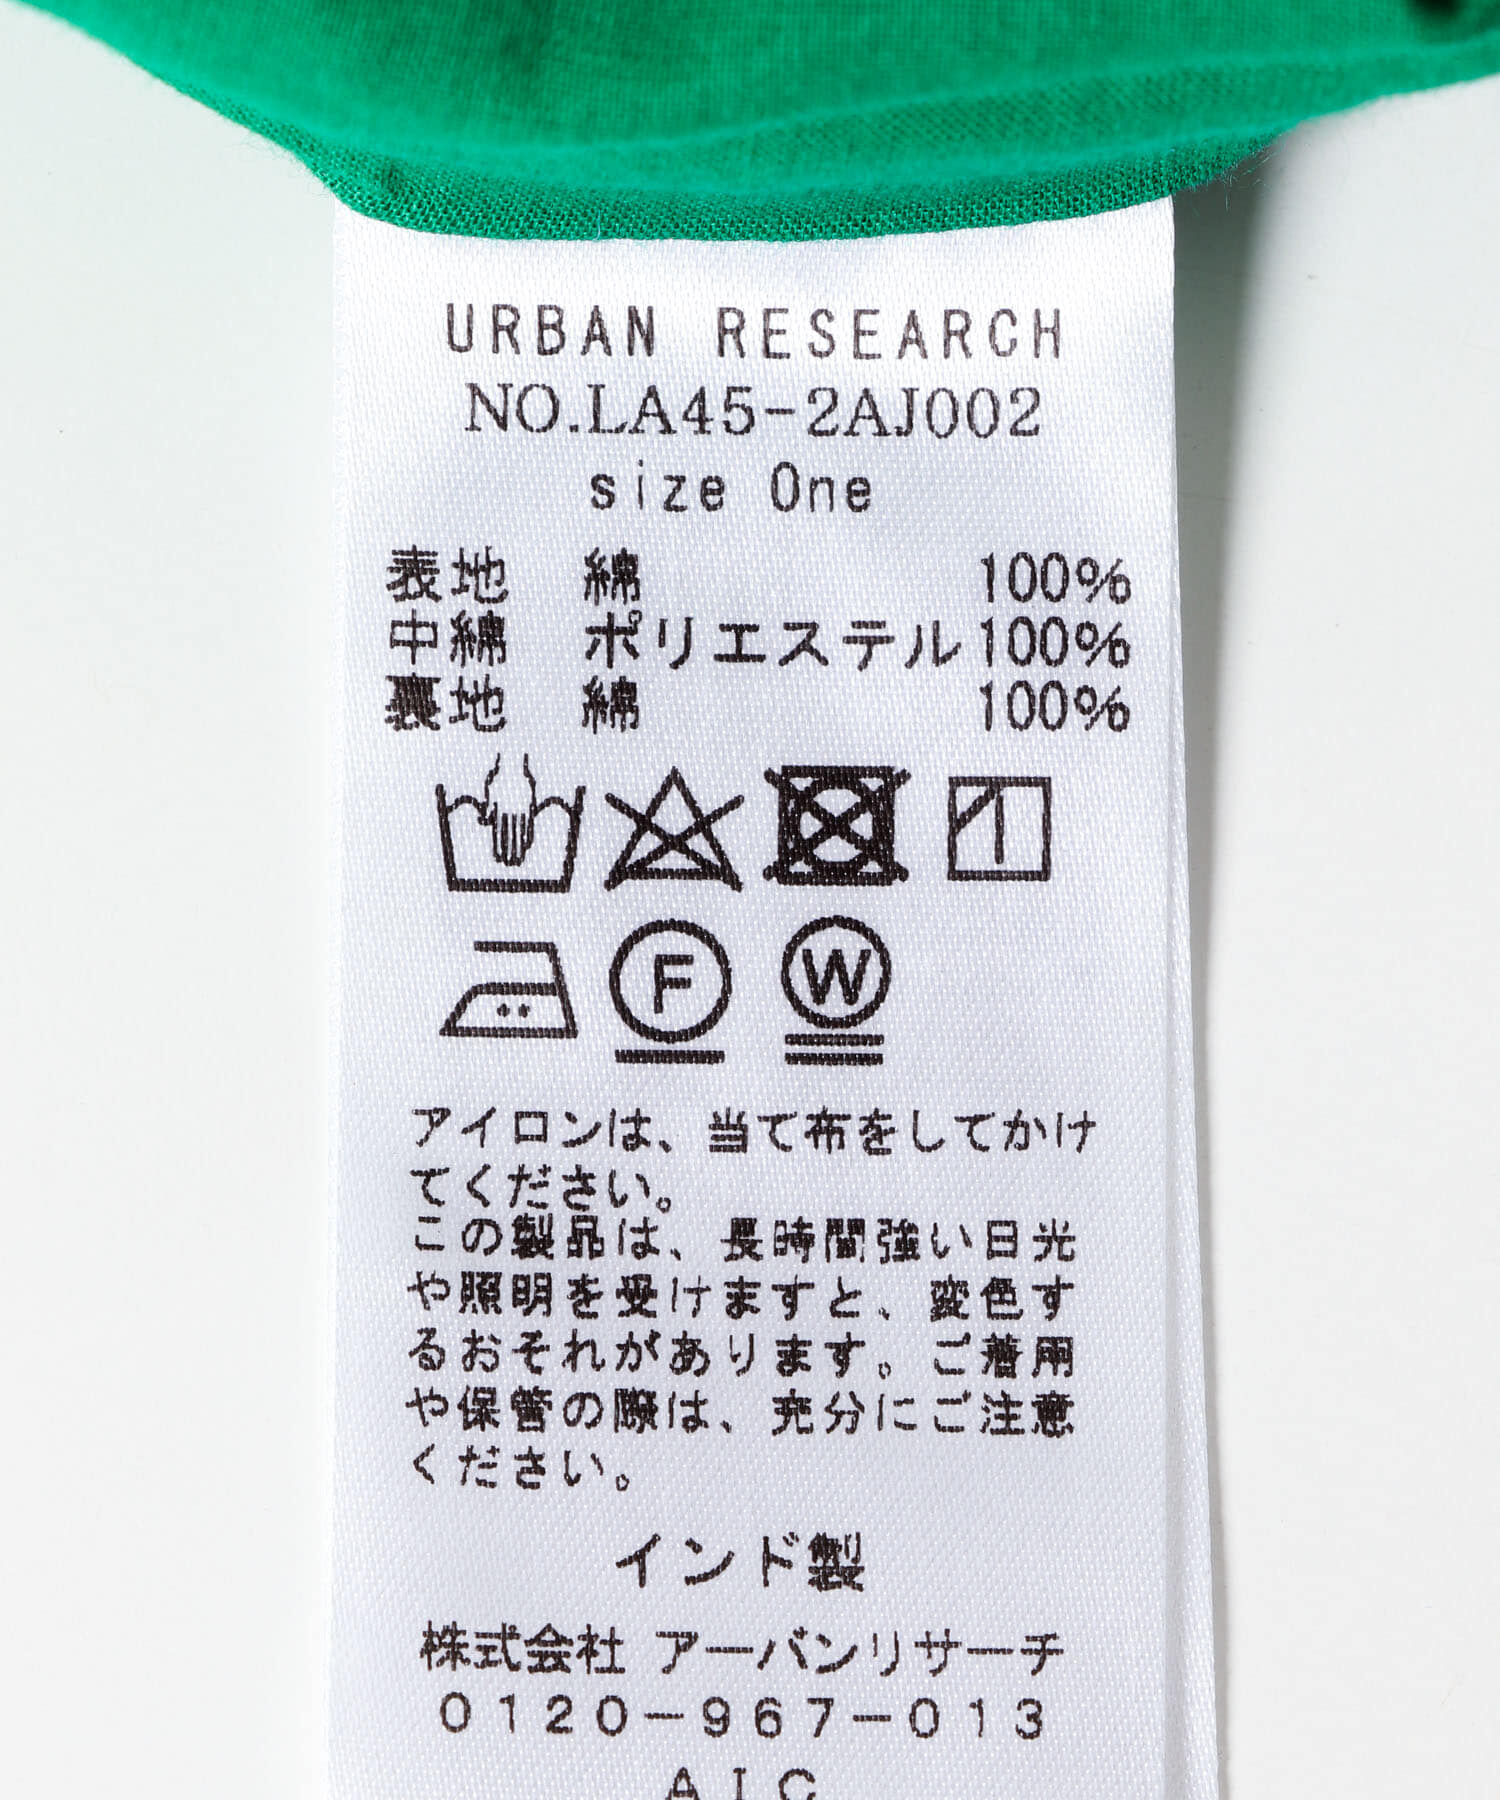 URBAN RESEARCH
NO.LA45-2AJ002
size One
表地 綿 100%
中綿 ポリエステル100%
裏地 綿 100%
F W
アイロンは、当て布をしてかけ
てください。
この製品は、長時間強い日光
や照明を受けますと、変色す
るおそれがあります。ご着用
や保管の際は、充分にご注意
ください。
インド製
株式会社 アーバンリサーチ
0120-967-013
AIC